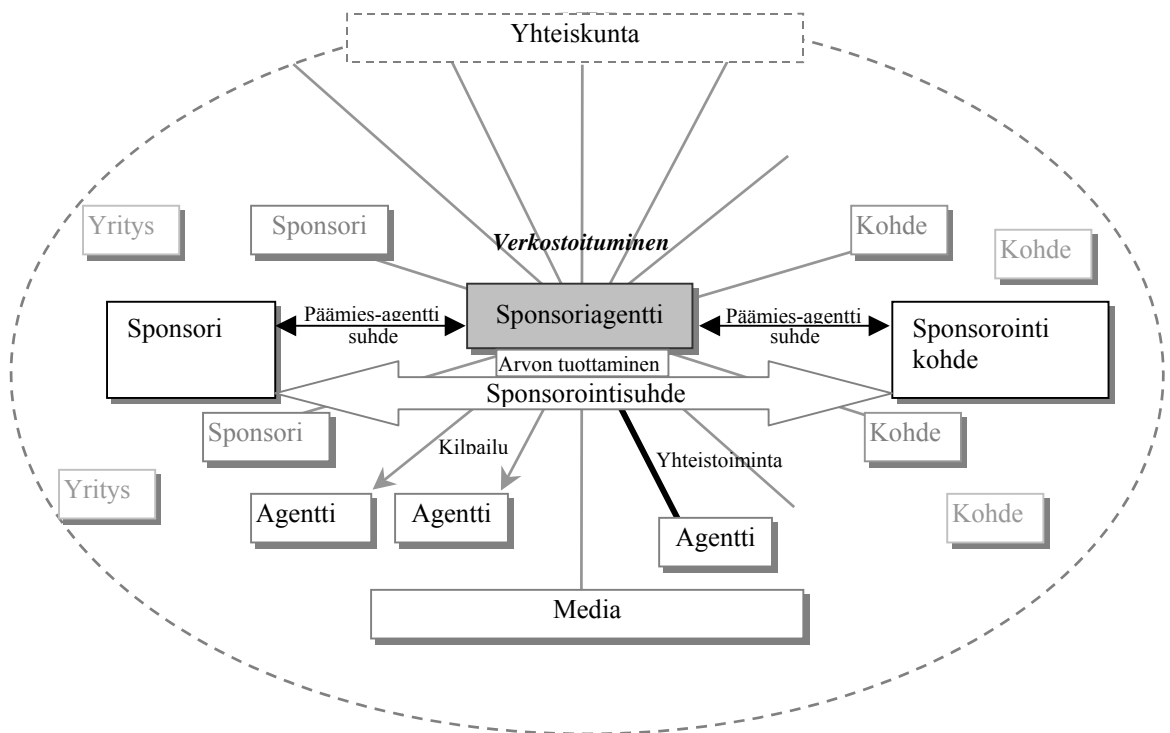 Yhteiskunta
Yritys
Sponsori
Kohde
Verkostoituminen
Kohde
Sponsori
Päämies-agentti
suhde
Sponsoriagentti
Päämies-agentti
suhde
Sponsorointi
kohde
Arvon tuottaminen
Sponsorointisuhde
Sponsori
Kohde
Kilpailu
Yhteistoiminta
Yritys
Agentti
Agentti
Kohde
Agentti
Media